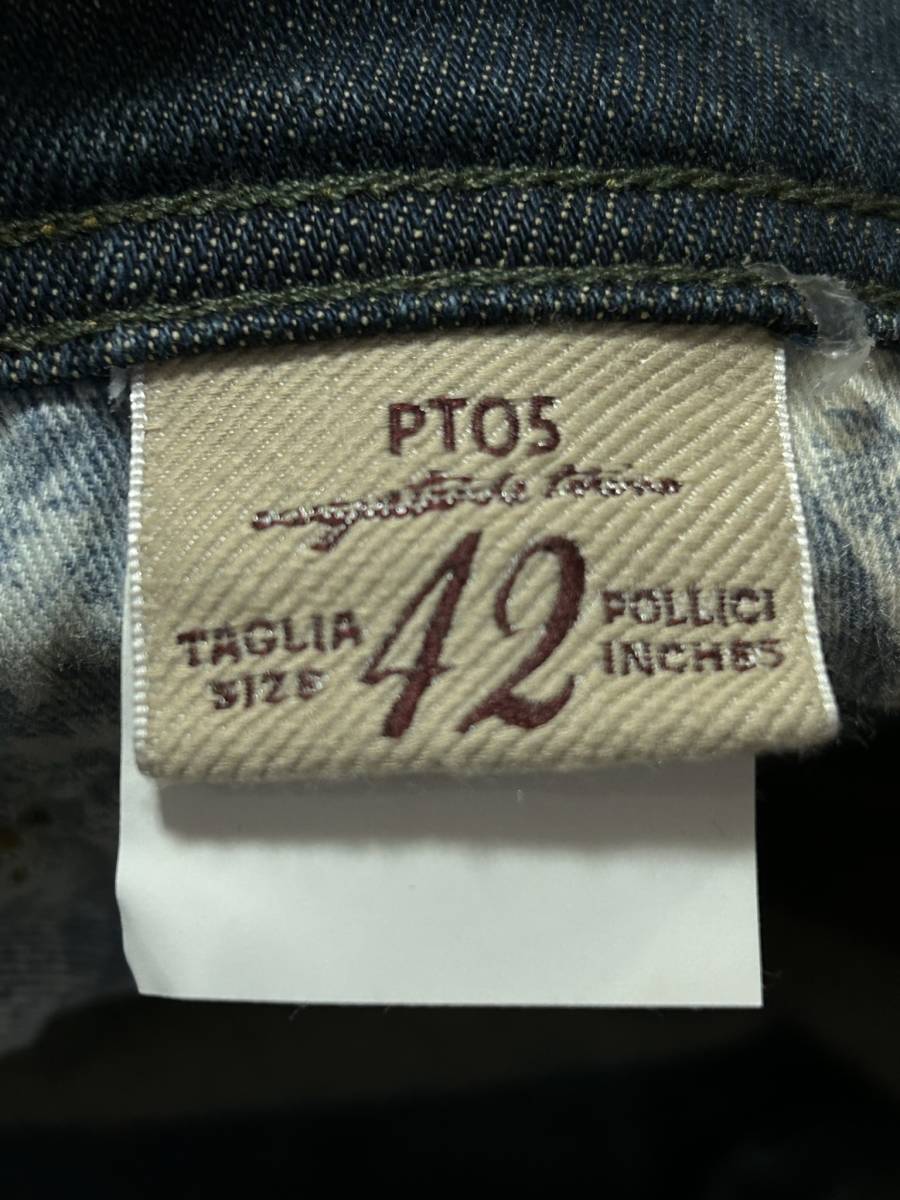 PT05
TAGLIA
SIZE
42
POLLICI
INCHES